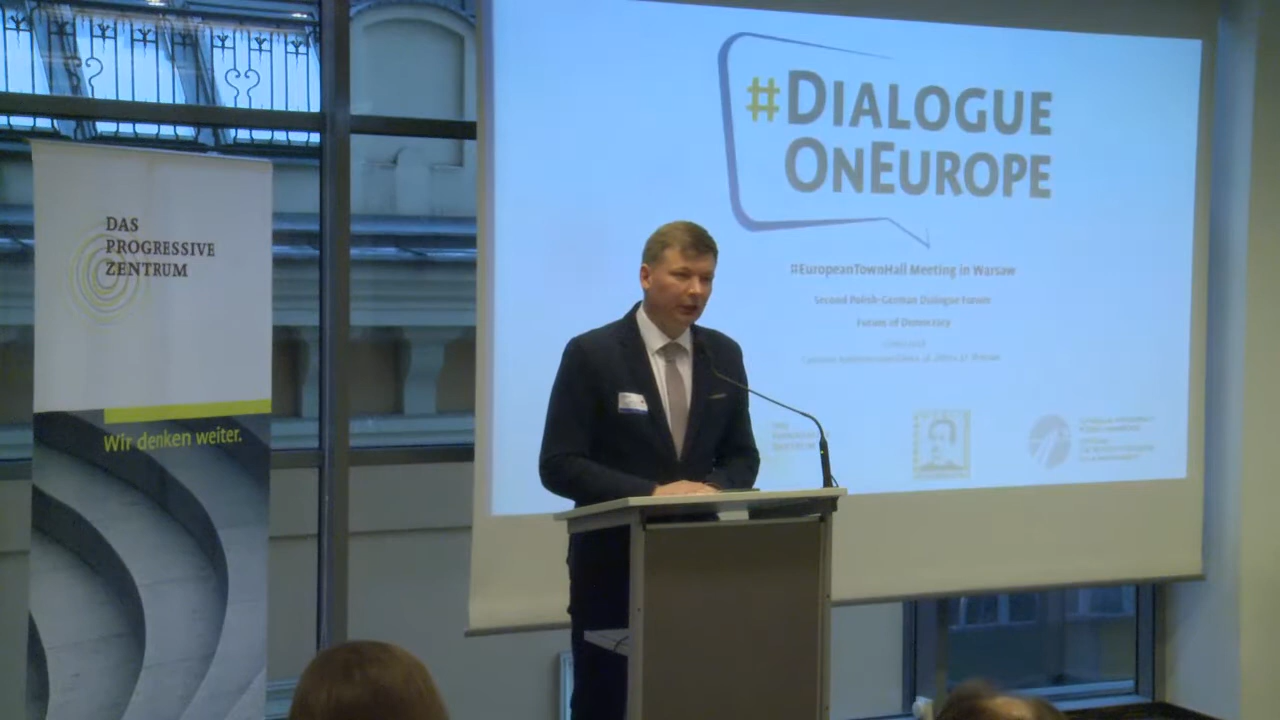 DAS
PROGRESSIVE
ZENTRUM
Wir denken weiter.
#DIALOGUE
ONEUROPE
#EuropeanTownHall Meeting in Warsaw
Second Polish-German Dialogue Forum
Future of Democracy